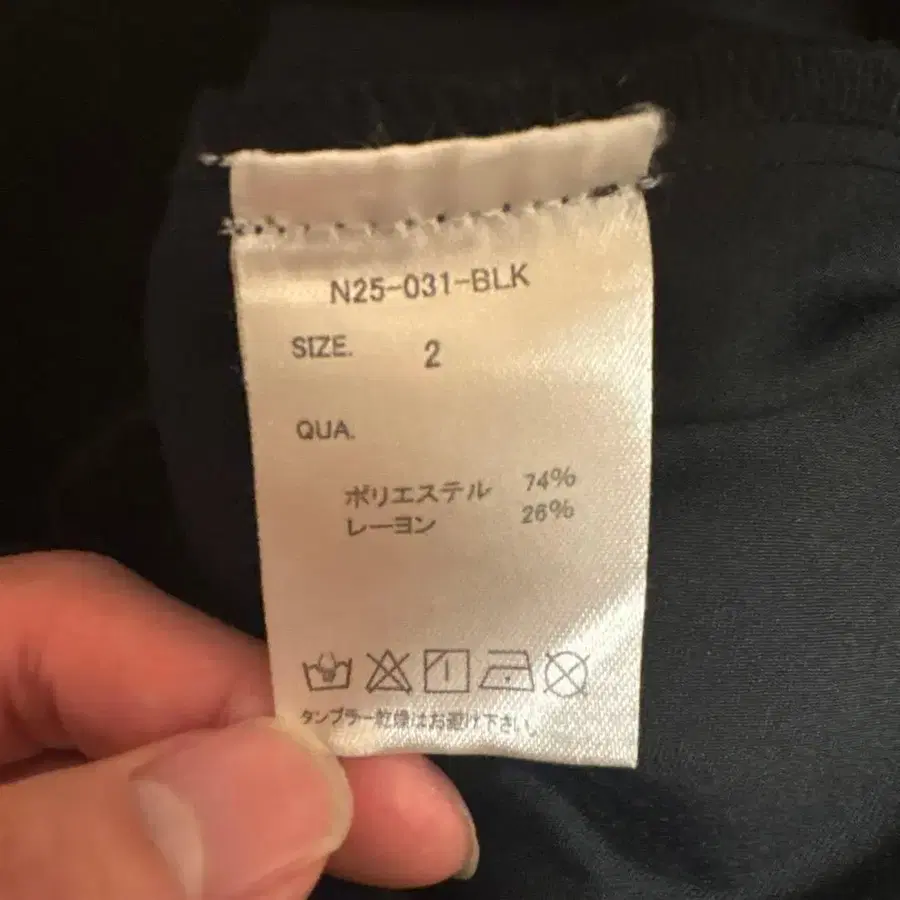 N25-031-BLK
SIZE. 2
QUA.
ポリエステル 74%
レーヨン 26%
タンブラー乾燥はお避け下さい。